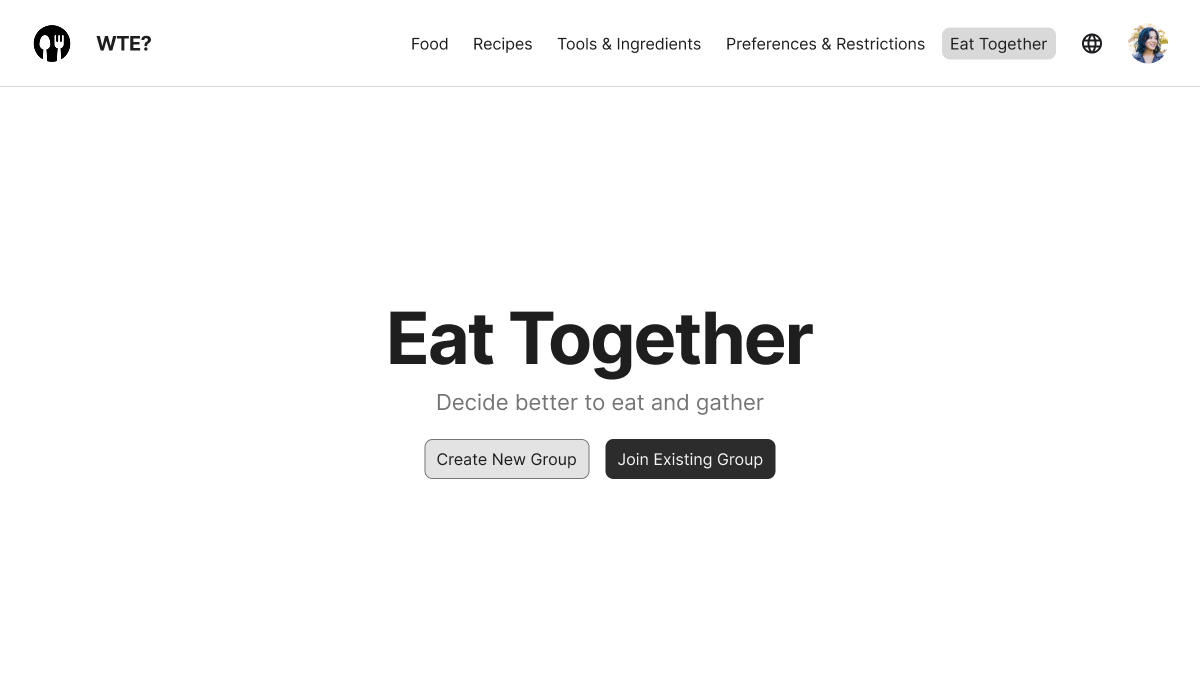 WTE?
Food Recipes Tools & Ingredients Preferences & Restrictions Eat Together
Eat Together
Decide better to eat and gather
Create New Group Join Existing Group